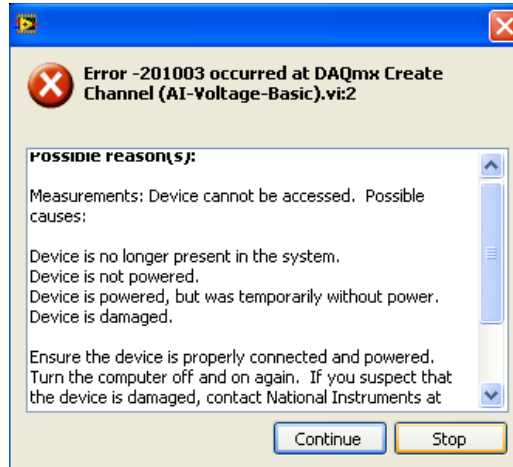 Error -201003 occurred at DAQmx Create
Channel (AI-Voltage-Basic).vi:2
Possible reason(s):
Measurements: Device cannot be accessed.  Possible
causes:
Device is no longer present in the system.
Device is not powered.
Device is powered, but was temporarily without power.
Device is damaged.
Ensure the device is properly connected and powered.
Turn the computer off and on again.  If you suspect that
the device is damaged, contact National Instruments at
Continue Stop